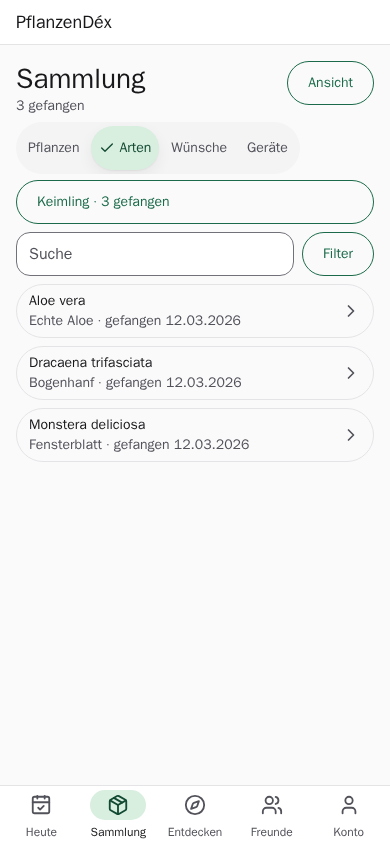 PflanzenDéx
Sammlung
3 gefangen
Ansicht
Pflanzen
Arten
Wünsche
Geräte
Keimling · 3 gefangen
Suche
Filter
Aloe vera
Echte Aloe · gefangen 12.03.2026
Dracaena trifasciata
Bogenhanf · gefangen 12.03.2026
Monstera deliciosa
Fensterblatt · gefangen 12.03.2026
Heute
Sammlung
Entdecken
Freunde
Konto